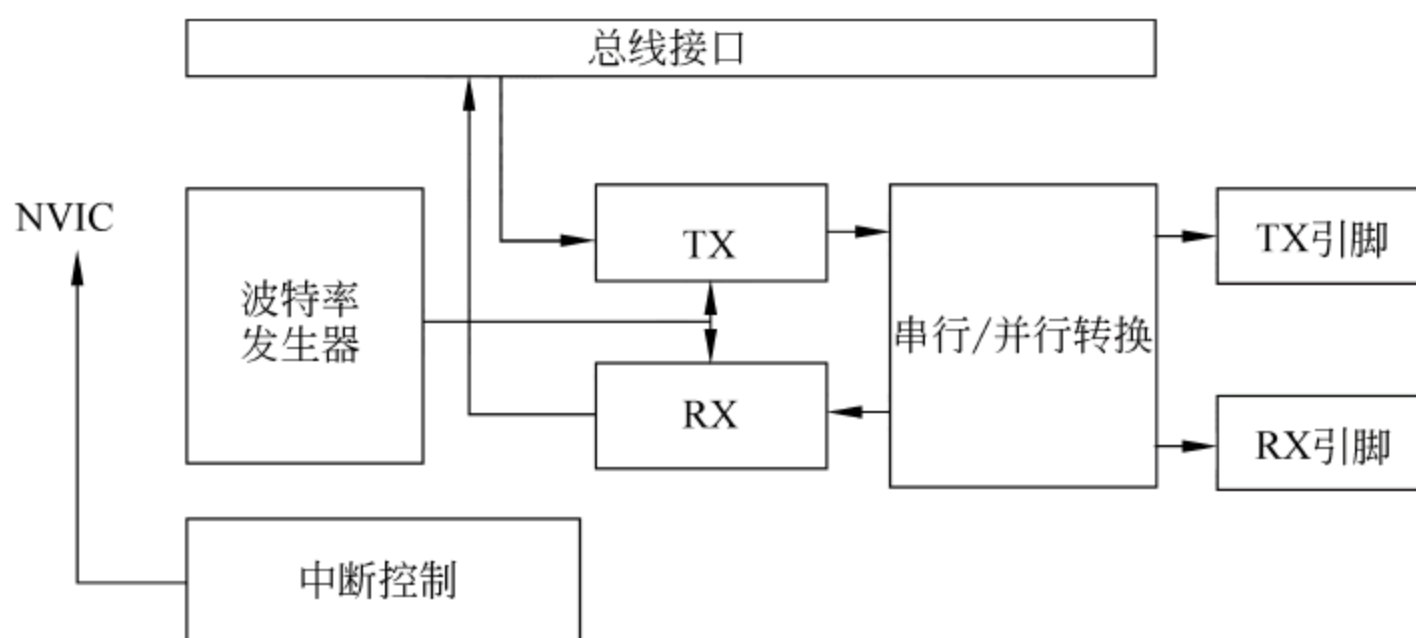 总线接口
NVIC
波特率
发生器
TX
RX
串行/并行转换
TX引脚
RX引脚
中断控制